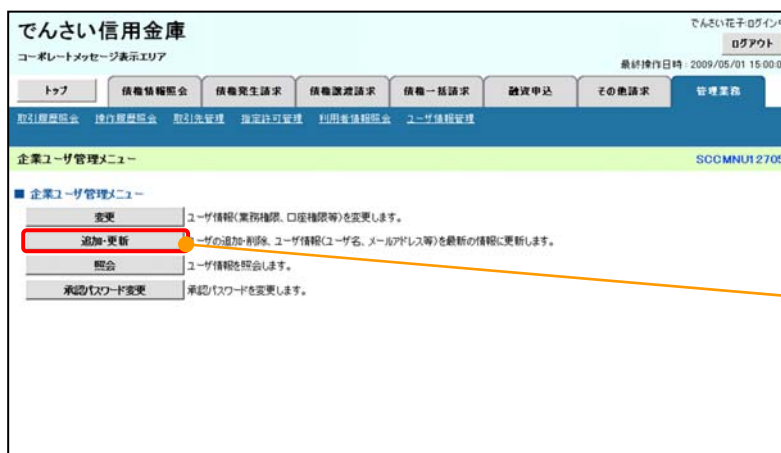 でんさい信用金庫
コーポレートメッセージ表示エリア
でんさい花子:ログイン中
ログアウト
最終操作日時：2009/05/01 15:00:0
トップ 債権情報照会 債権発生請求 債権譲渡請求 債権一括請求 融資申込 その他請求 管理業務
取引履歴照会 操作履歴照会 取引先管理 指定許可管理 利用者情報照会 ユーザ情報管理
企業ユーザ管理メニュー SCCMNU12705
■ 企業ユーザ管理メニュー
変更 ユーザ情報(業務権限、口座権限等)を変更します。
追加・更新 ユーザの追加・削除、ユーザ情報(ユーザ名、メールアドレス等)を最新の情報に更新します。
照会 ユーザ情報を照会します。
承認パスワード変更 承認パスワードを変更します。